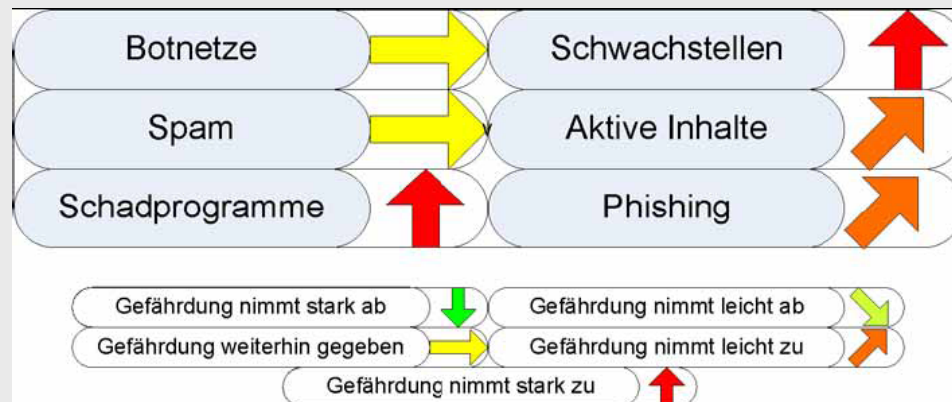 Botnetze
Schwachstellen
Spam
Aktive Inhalte
Schadprogramme
Phishing
Gefährdung nimmt stark ab
Gefährdung nimmt leicht ab
Gefährdung weiterhin gegeben
Gefährdung nimmt leicht zu
Gefährdung nimmt stark zu